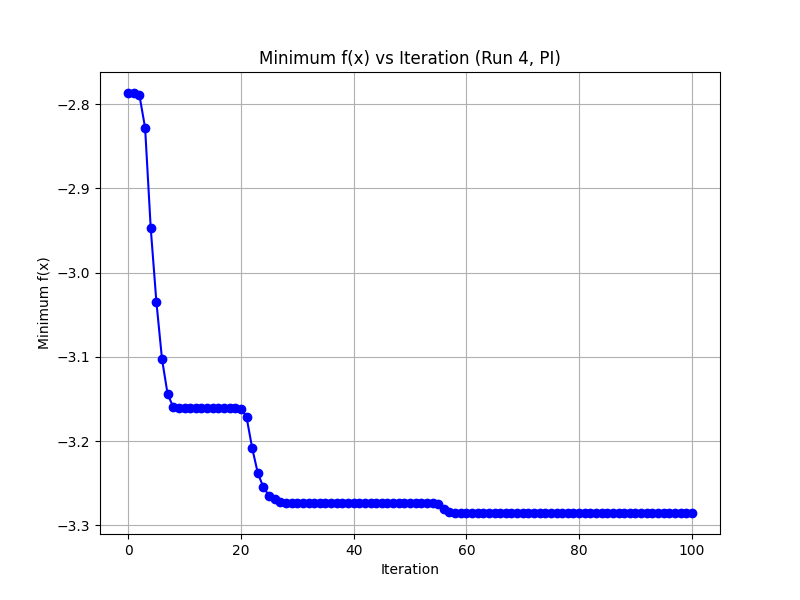 Minimum f(x) vs Iteration (Run 4, PI)
−2.8
−2.9
−3.0
−3.1
−3.2
−3.3
Minimum f(x)
0 20 40 60 80 100
Iteration